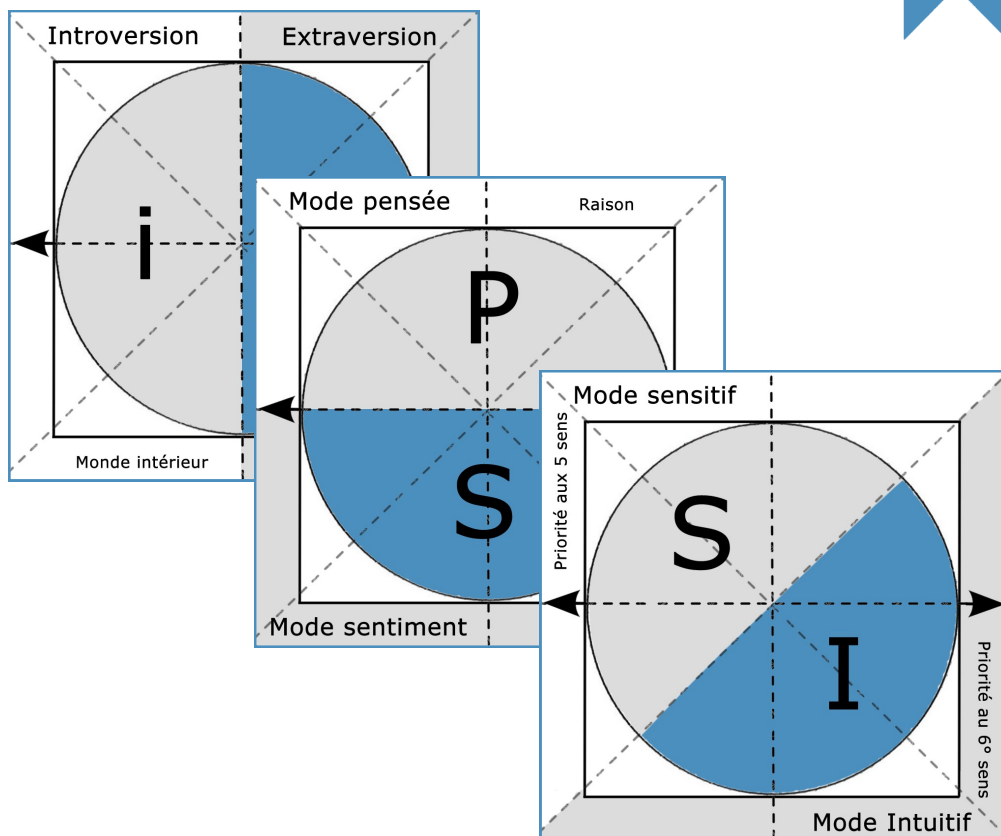 Introversion
Extraversion
i
Monde intérieur
Mode pensée
Raison
P
S
Mode sentiment
Mode sensitif
Priorité aux 5 sens
S
I
Priorité au 6° sens
Mode Intuitif